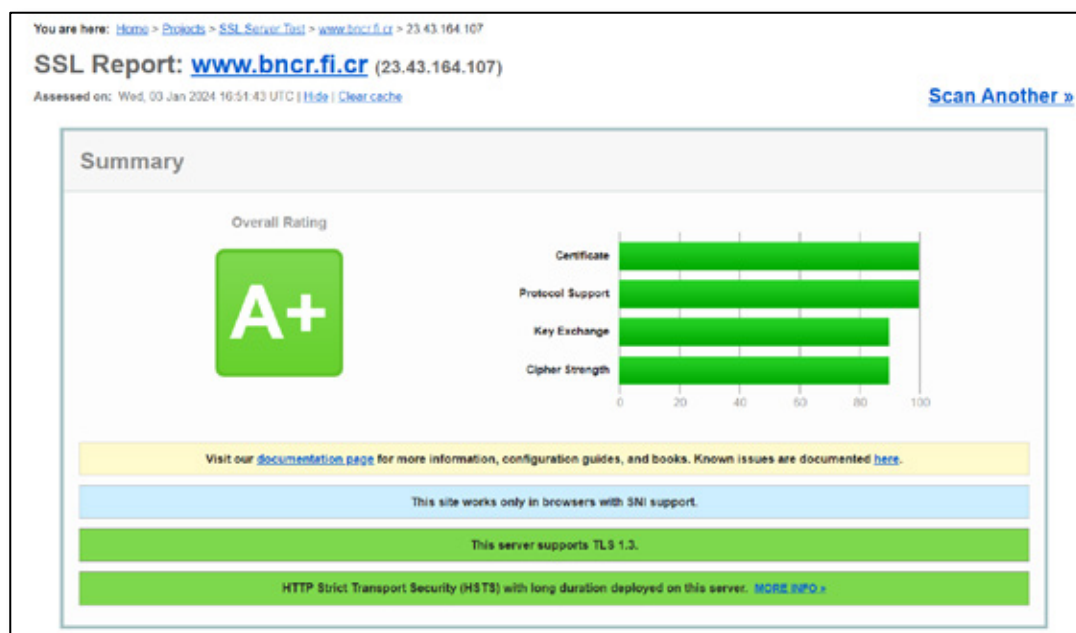 You are here: Home > Projects > SSL Server Test > www.bncr.fi.cr > 23.43.164.107
SSL Report: www.bncr.fi.cr (23.43.164.107)
Assessed on: Wed, 03 Jan 2024 16:51:43 UTC | Hide | Clear cache
Scan Another »
Summary
Overall Rating
A+
Certificate
Protocol Support
Key Exchange
Cipher Strength
0 20 40 60 80 100
Visit our documentation page for more information, configuration guides, and books. Known issues are documented here.
This site works only in browsers with SNI support.
This server supports TLS 1.3.
HTTP Strict Transport Security (HSTS) with long duration deployed on this server. MORE INFO »